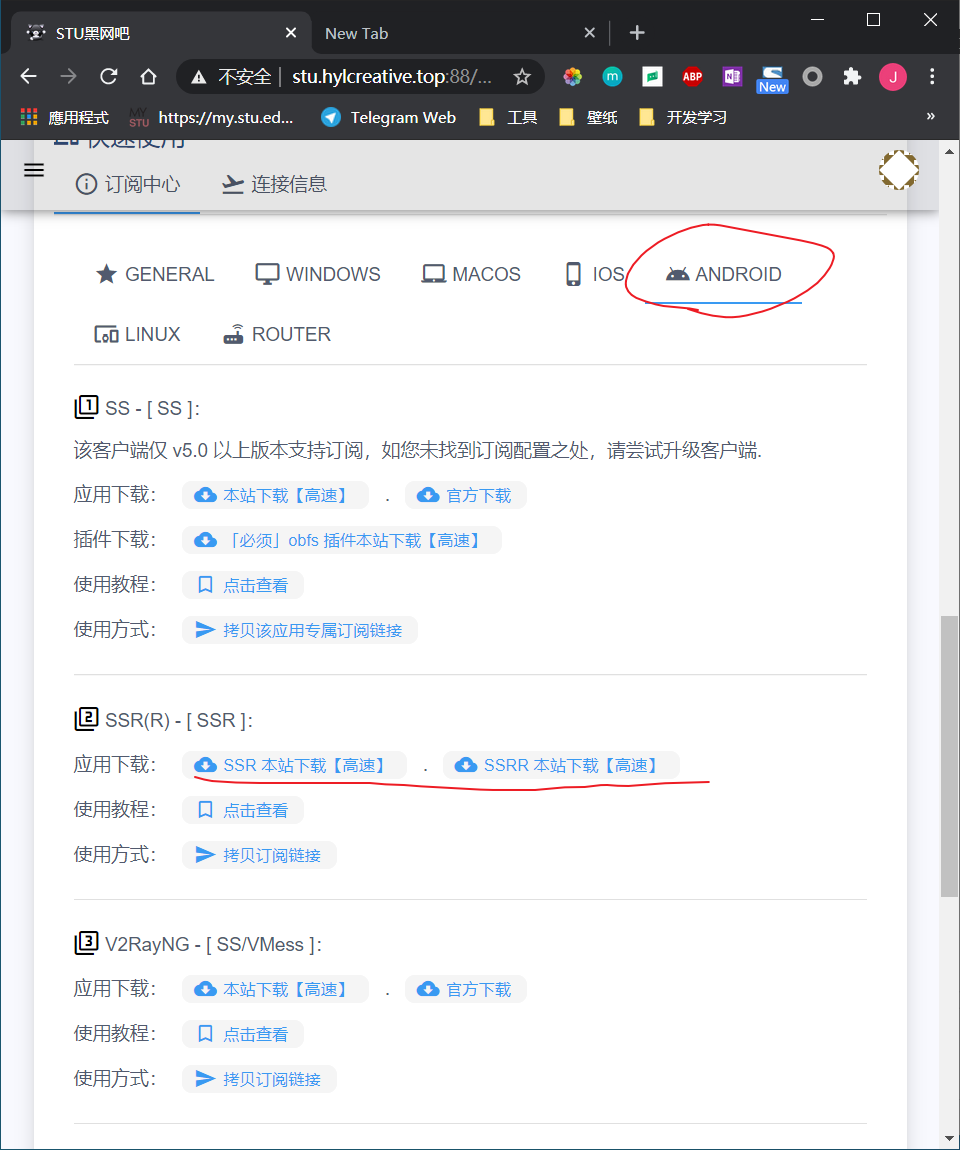 STU黑网吧
New Tab
不安全 | stu.hylcreative.top:88/...
m
ABP
N
New
J
應用程式
MY STU
https://my.stu.ed...
Telegram Web
工具
壁纸
开发学习
»
快速使用
订阅中心
连接信息
GENERAL
WINDOWS
MACOS
IOS
ANDROID
LINUX
ROUTER
1 SS - [ SS ]:
该客户端仅 v5.0 以上版本支持订阅，如您未找到订阅配置之处，请尝试升级客户端.
应用下载： 本站下载【高速】 . 官方下载
插件下载： 「必须」obfs 插件本站下载【高速】
使用教程： 点击查看
使用方式： 拷贝该应用专属订阅链接
2 SSR(R) - [ SSR ]:
应用下载： SSR 本站下载【高速】 . SSRR 本站下载【高速】
使用教程： 点击查看
使用方式： 拷贝订阅链接
3 V2RayNG - [ SS/VMess ]:
应用下载： 本站下载【高速】 . 官方下载
使用教程： 点击查看
使用方式： 拷贝订阅链接